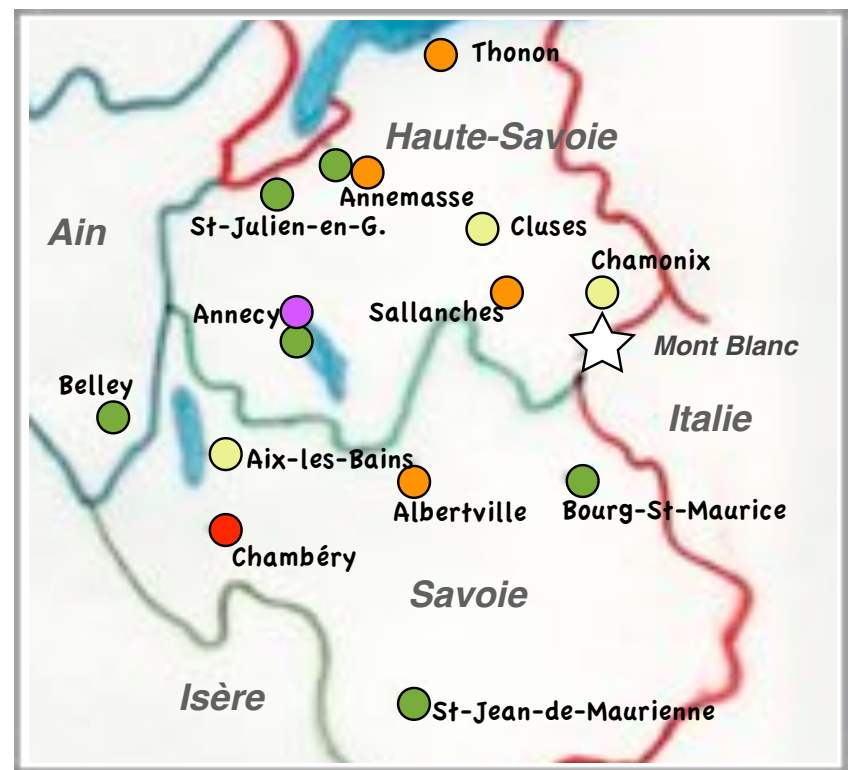 Thonon
Haute-Savoie
Annemasse
St-Julien-en-G.
Ain
Cluses
Chamonix
Annecy
Sallanches
Mont Blanc
Belley
Italie
Aix-les-Bains
Albertville
Bourg-St-Maurice
Chambéry
Savoie
Isère
St-Jean-de-Maurienne